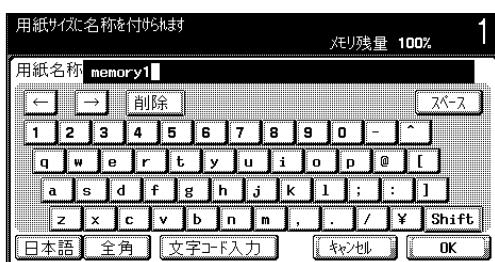 用紙サイズに名称を付けられます
メモリ残量 100% 1
用紙名称 memory1
← → 削除 スペース
1 2 3 4 5 6 7 8 9 0 - ^
q w e r t y u i o p @ [
a s d f g h j k l ; : ]
z x c v b n m , . / ¥ Shift
日本語 全角 文字コード入力 キャンセル OK